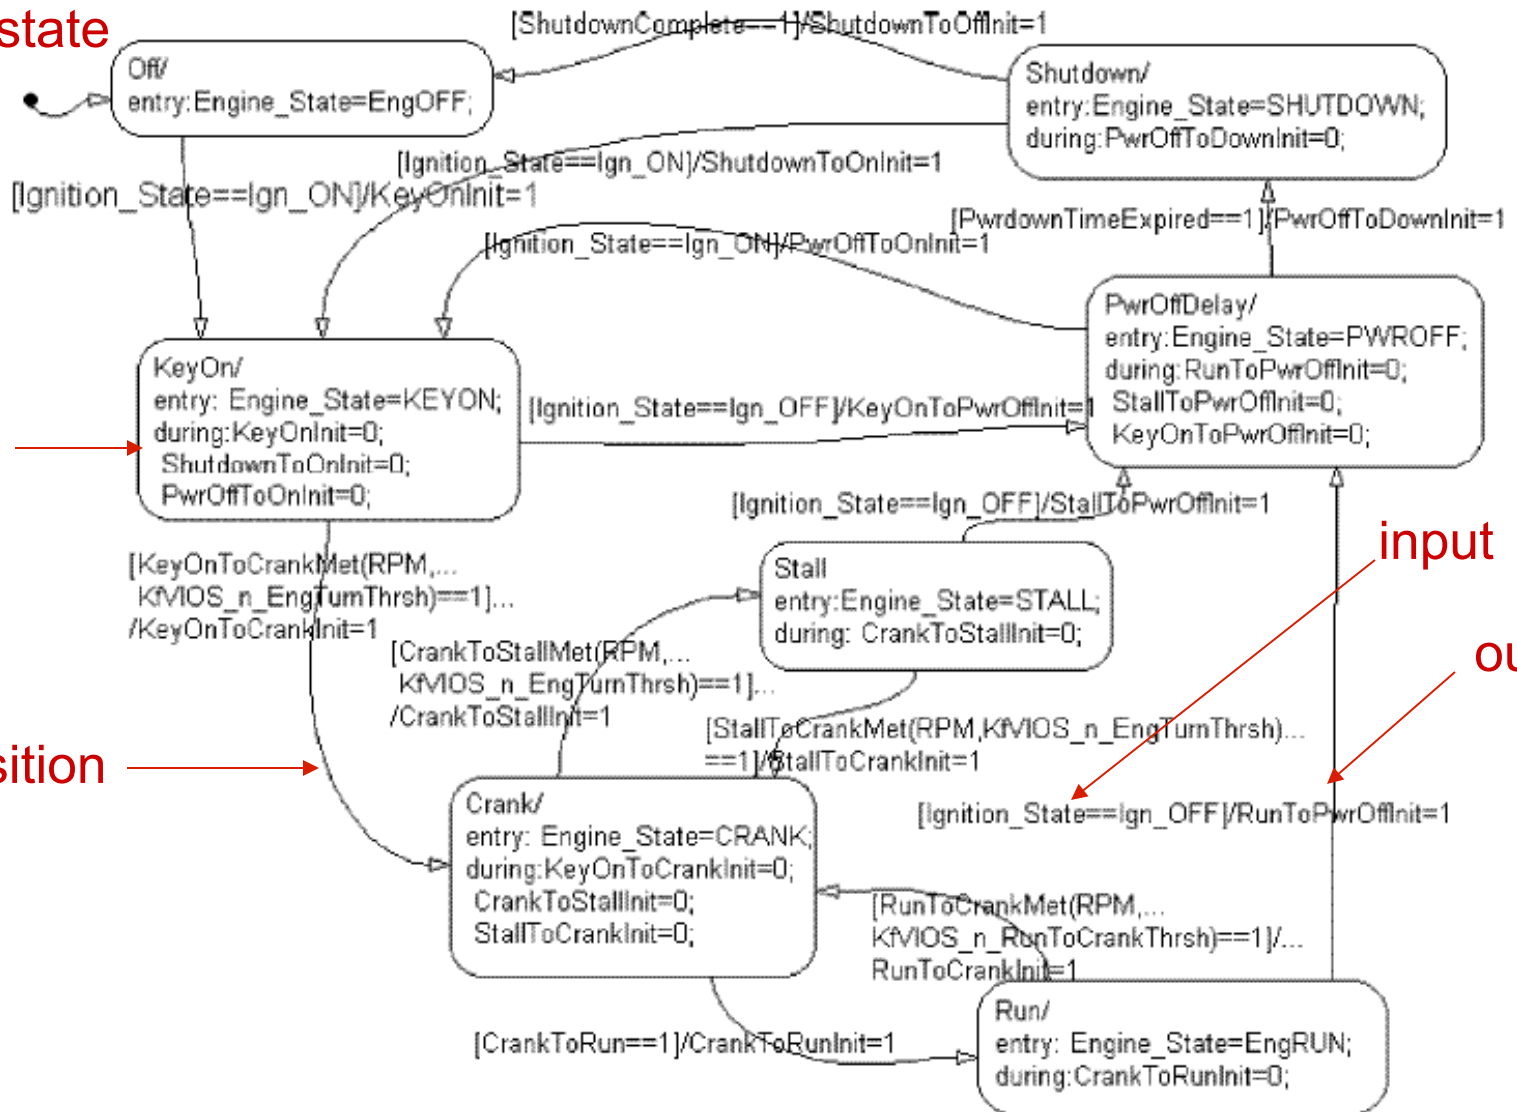 state
[ShutdownComplete==1]/ShutdownToOffInit=1
Off/
entry:Engine_State=EngOFF;
Shutdown/
entry:Engine_State=SHUTDOWN;
during:PwrOffToDownInit=0;
[Ignition_State==Ign_ON]/ShutdownToOnInit=1
[Ignition_State==Ign_ON]/KeyOnInit=1
[PwrdownTimeExpired==1]/PwrOffToDownInit=1
[Ignition_State==Ign_ON]/PwrOffToOnInit=1
PwrOffDelay/
entry:Engine_State=PWROFF;
during:RunToPwrOffInit=0;
StallToPwrOffInit=0;
KeyOnToPwrOffInit=0;
KeyOn/
entry: Engine_State=KEYON;
during:KeyOnInit=0;
ShutdownToOnInit=0;
PwrOffToOnInit=0;
[Ignition_State==Ign_OFF]/KeyOnToPwrOffInit=1
[Ignition_State==Ign_OFF]/StallToPwrOffInit=1
input
[KeyOnToCrankMet(RPM,...
KfVIOS_n_EngTurnThrsh)==1]...
/KeyOnToCrankInit=1
Stall
entry:Engine_State=STALL;
during: CrankToStallInit=0;
[CrankToStallMet(RPM,...
KfVIOS_n_EngTurnThrsh)==1]...
/CrankToStallInit=1
ou
[StallToCrankMet(RPM,KfVIOS_n_EngTurnThrsh)...
==1]/StallToCrankInit=1
sition
[Ignition_State==Ign_OFF]/RunToPwrOffInit=1
Crank/
entry: Engine_State=CRANK;
during:KeyOnToCrankInit=0;
CrankToStallInit=0;
StallToCrankInit=0;
[RunToCrankMet(RPM,...
KfVIOS_n_RunToCrankThrsh)==1]/...
RunToCrankInit=1
[CrankToRun==1]/CrankToRunInit=1
Run/
entry: Engine_State=EngRUN;
during:CrankToRunInit=0;